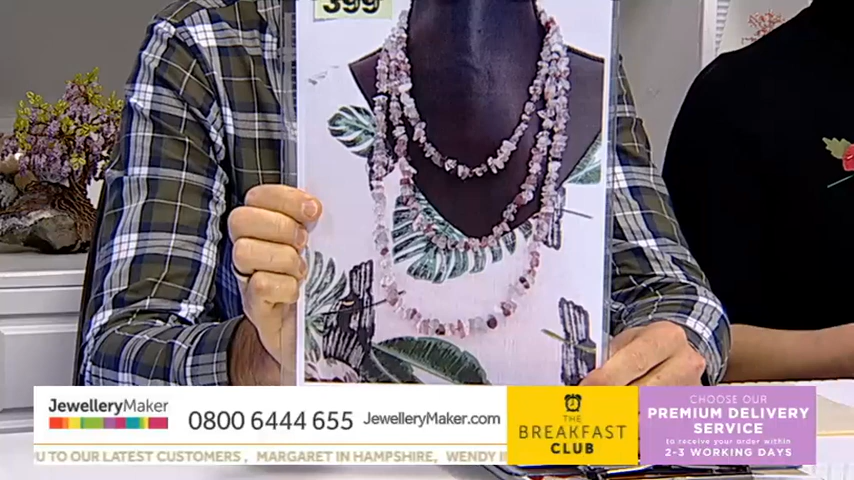 399
JewelleryMaker
0800 6444 655
JewelleryMaker.com
THE
BREAKFAST
CLUB
CHOOSE OUR
PREMIUM DELIVERY
SERVICE
to receive your order within
2-3 WORKING DAYS
U TO OUR LATEST CUSTOMERS, MARGARET IN HAMPSHIRE, WENDY I